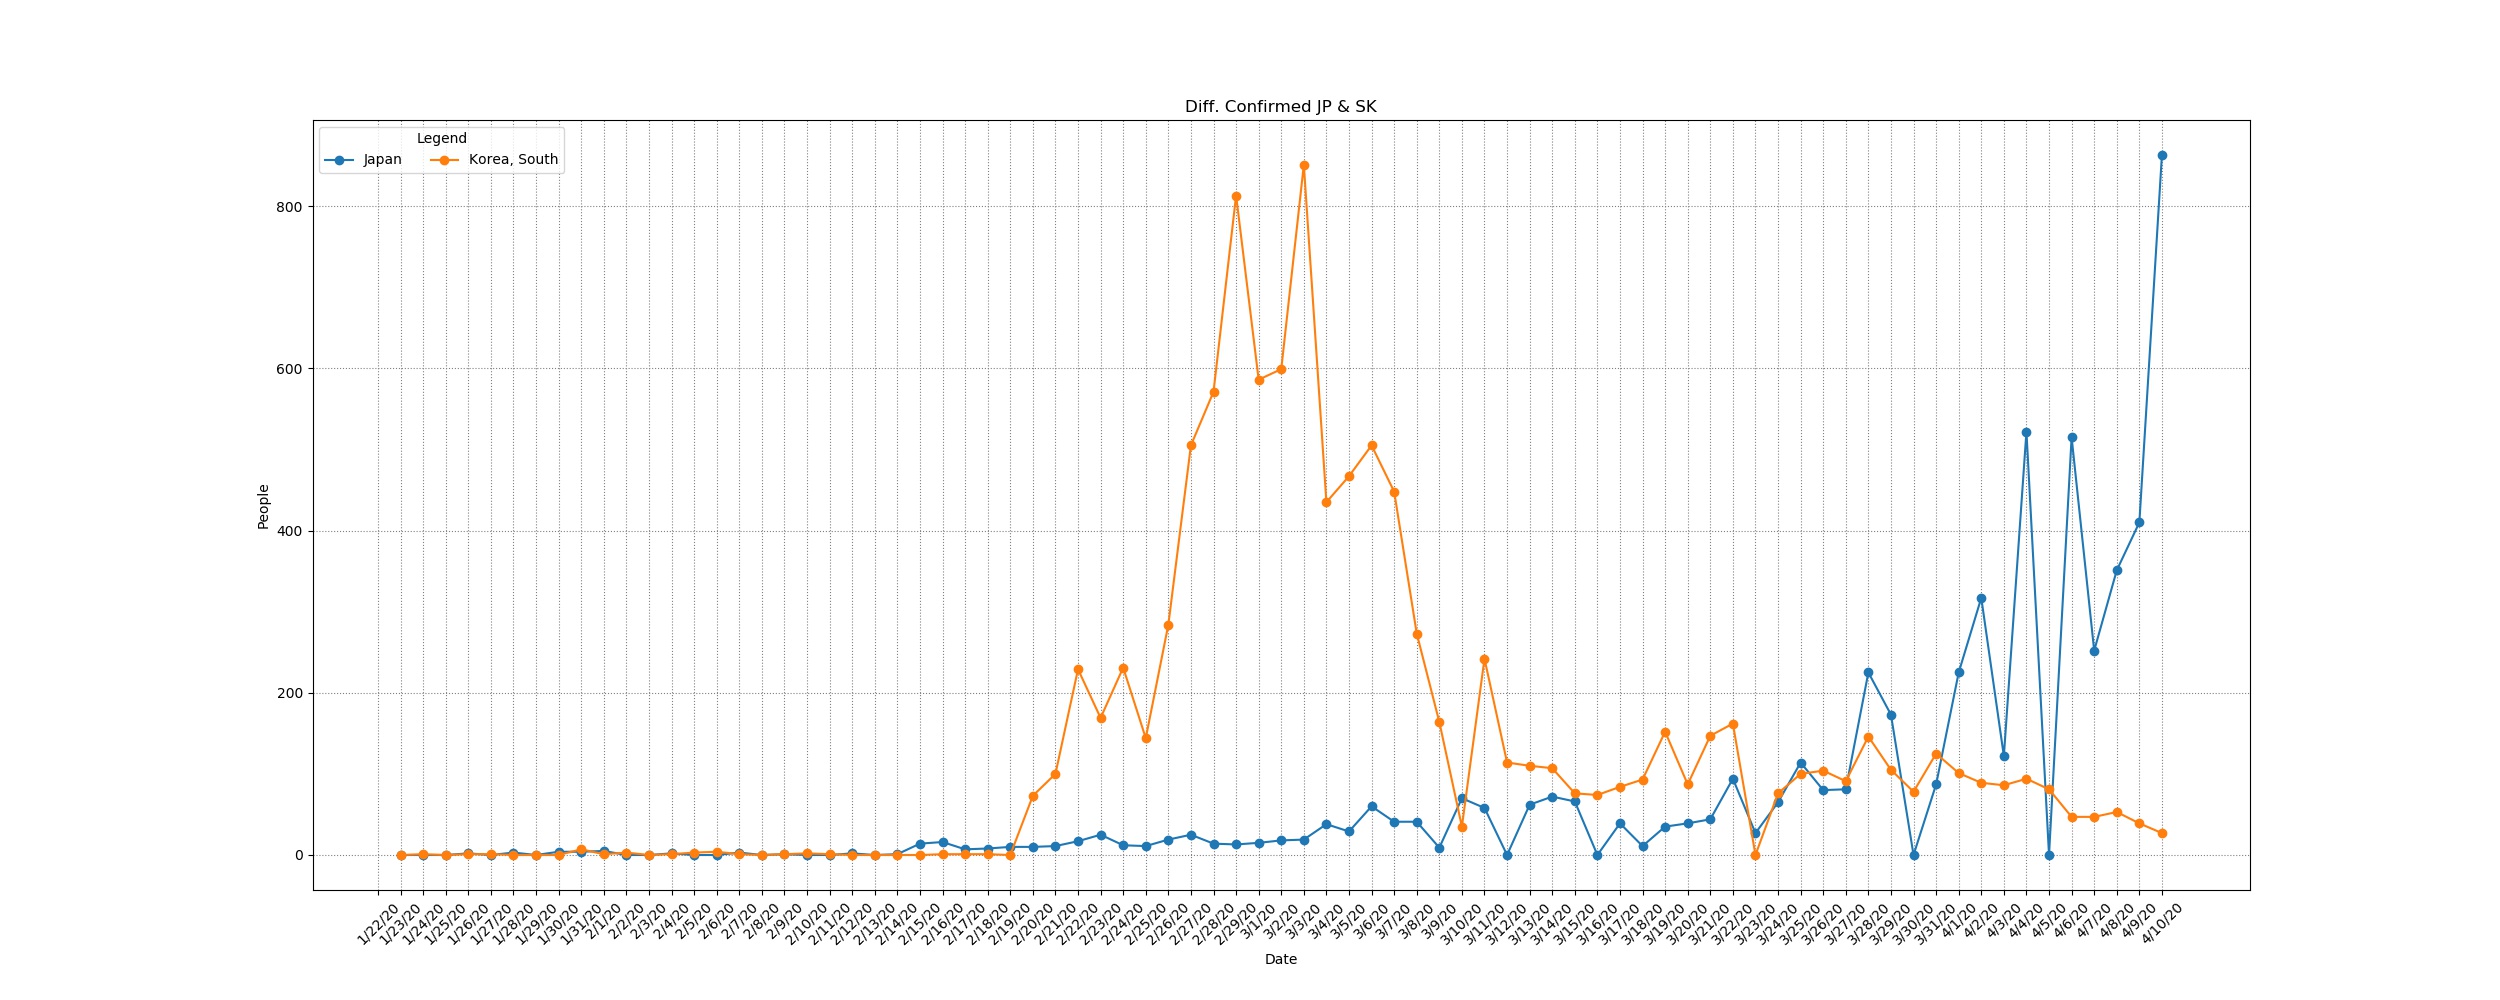 Diff. Confirmed JP & SK
Legend
Japan Korea, South
800
600
400
200
0
People
1/22/20 1/23/20 1/24/20 1/25/20 1/26/20 1/27/20 1/28/20 1/29/20 1/30/20 1/31/20 2/1/20 2/2/20 2/3/20 2/4/20 2/5/20 2/6/20 2/7/20 2/8/20 2/9/20 2/10/20 2/11/20 2/12/20 2/13/20 2/14/20 2/15/20 2/16/20 2/17/20 2/18/20 2/19/20 2/20/20 2/21/20 2/22/20 2/23/20 2/24/20 2/25/20 2/26/20 2/27/20 2/28/20 2/29/20 3/1/20 3/2/20 3/3/20 3/4/20 3/5/20 3/6/20 3/7/20 3/8/20 3/9/20 3/10/20 3/11/20 3/12/20 3/13/20 3/14/20 3/15/20 3/16/20 3/17/20 3/18/20 3/19/20 3/20/20 3/21/20 3/22/20 3/23/20 3/24/20 3/25/20 3/26/20 3/27/20 3/28/20 3/29/20 3/30/20 3/31/20 4/1/20 4/2/20 4/3/20 4/4/20 4/5/20 4/6/20 4/7/20 4/8/20 4/9/20 4/10/20
Date